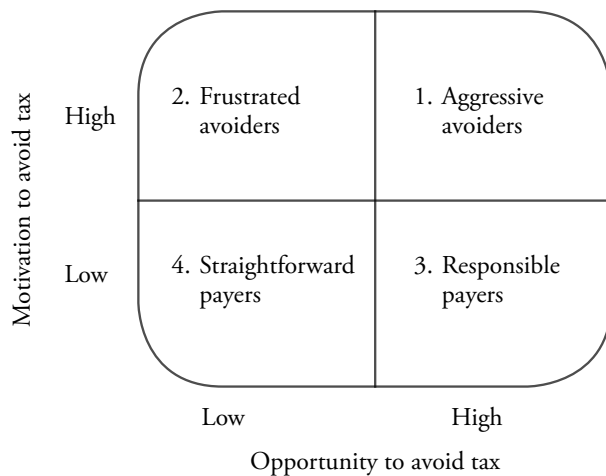 Motivation to avoid tax
High
2. Frustrated
avoiders
1. Aggressive
avoiders
Low
4. Straightforward
payers
3. Responsible
payers
Low
High
Opportunity to avoid tax